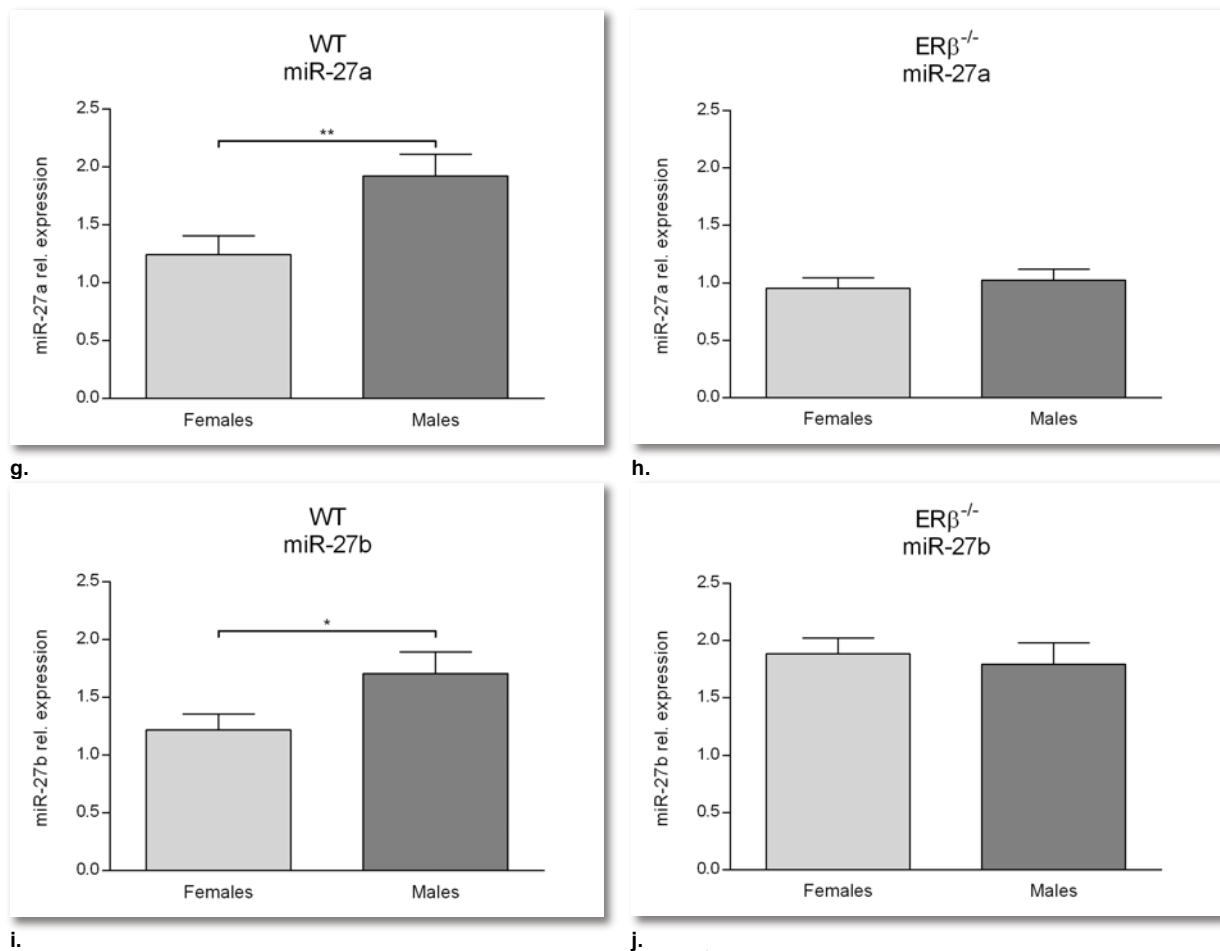 WT
miR-27a
miR-27a rel. expression
2.5
2.0
1.5
1.0
0.5
0.0
**
Females Males
g.
ERβ-/-
miR-27a
miR-27a rel. expression
2.5
2.0
1.5
1.0
0.5
0.0
Females Males
h.
WT
miR-27b
miR-27b rel. expression
2.5
2.0
1.5
1.0
0.5
0.0
*
Females Males
i.
ERβ-/-
miR-27b
miR-27b rel. expression
2.5
2.0
1.5
1.0
0.5
0.0
Females Males
j.